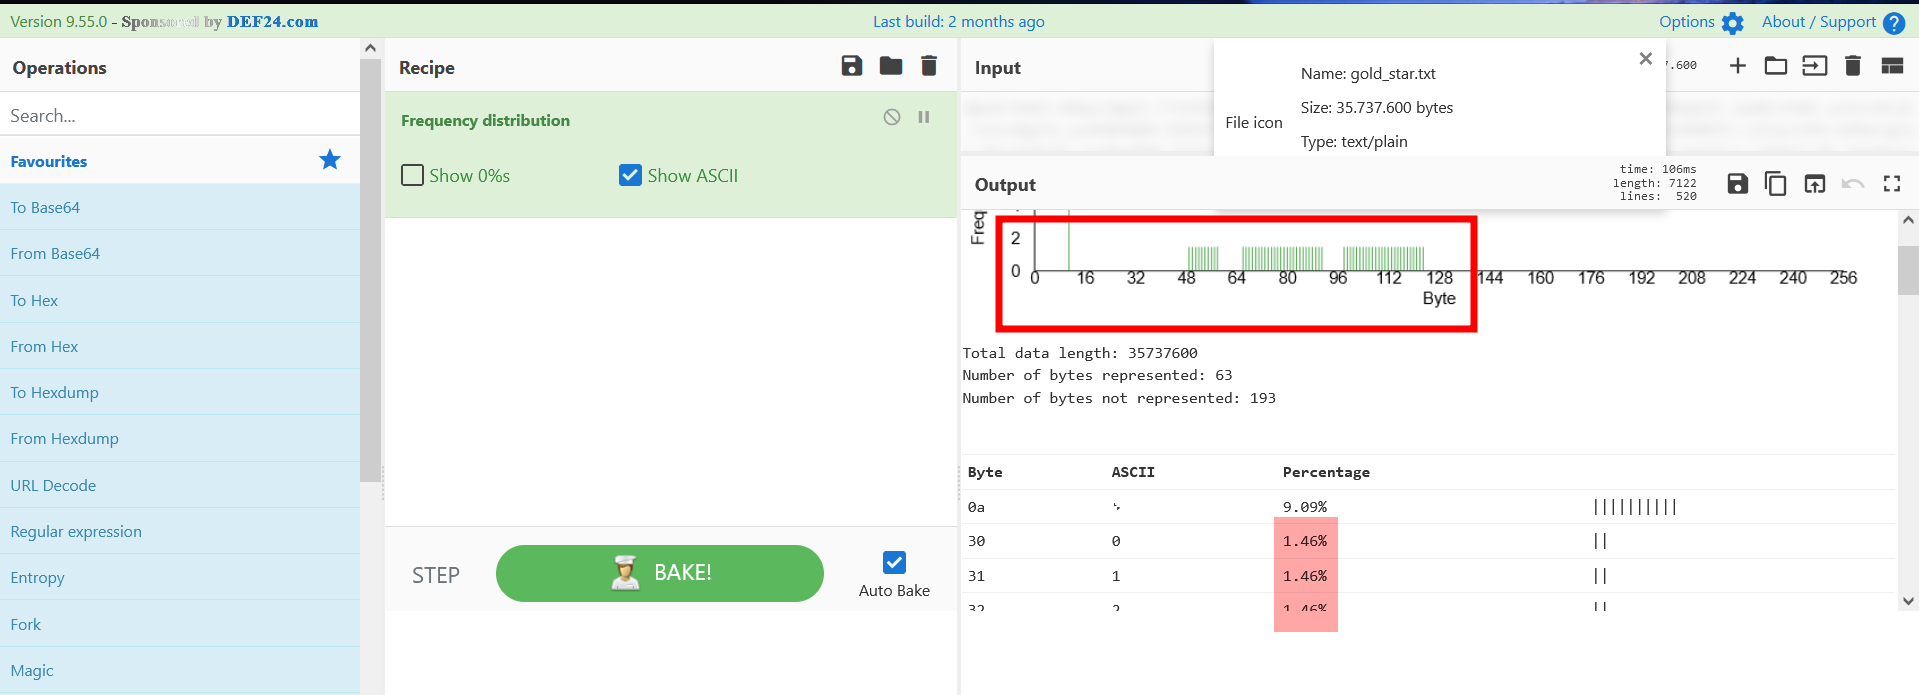 Version 9.55.0 - Sponsored by DEF24.com
Last build: 2 months ago
Options
About / Support
Operations
Search...
Favourites
To Base64
From Base64
To Hex
From Hex
To Hexdump
From Hexdump
URL Decode
Regular expression
Entropy
Fork
Magic
Recipe
Frequency distribution
Show 0%s
Show ASCII
STEP
BAKE!
Auto Bake
Input
7.600
File icon
Name: gold_star.txt
Size: 35.737.600 bytes
Type: text/plain
Output
time: 106ms
length: 7122
lines: 520
Freq
2
0
0 16 32 48 64 80 96 112 128 144 160 176 192 208 224 240 256
Byte
Total data length: 35737600
Number of bytes represented: 63
Number of bytes not represented: 193
Byte ASCII Percentage
0a 9.09% ||||||||||
30 0 1.46% ||
31 1 1.46% ||
32 2 1.46% ||